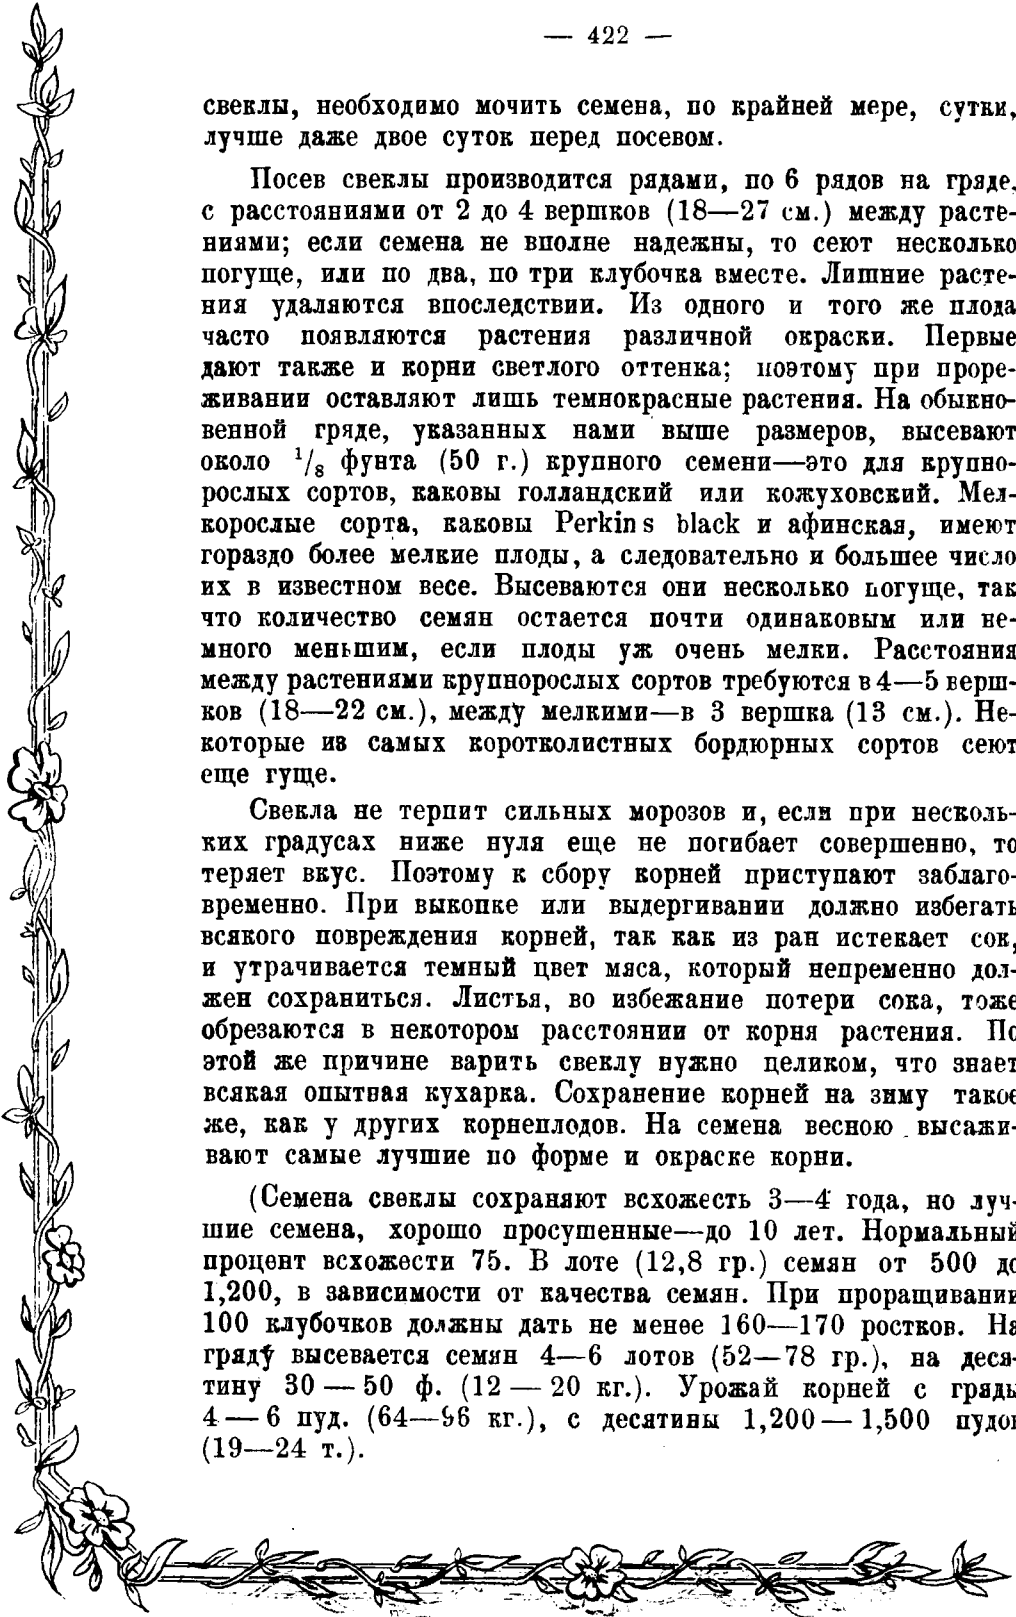 — 422 —
свеклы, необходимо мочить семена, по крайней мере, сутки,
лучше даже двое суток перед посевом.
Посев свеклы производится рядами, по 6 рядов на гряде,
с расстояниями от 2 до 4 вершков (18—27 см.) между расте-
ниями; если семена не вполне надежны, то сеют несколько
погуще, или по два, по три клубочка вместе. Лишние расте-
ния удаляются впоследствии. Из одного и того же плода
часто появляются растения различной окраски. Первые
дают также и корни светлого оттенка; поэтому при проре-
живании оставляют лишь темнокрасные растения. На обыкно-
венной гряде, указанных нами выше размеров, высевают
около 1/8 фунта (50 г.) крупного семени—это для крупно-
рослых сортов, каковы голландский или кожуховский. Мел-
корослые сорта, каковы Perkins black и афинская, имеют
гораздо более мелкие плоды, а следовательно и большее число
их в известном весе. Высеваются они несколько погуще, так
что количество семян остается почти одинаковым или не-
много меньшим, если плоды уж очень мелки. Расстояния
между растениями крупнорослых сортов требуются в 4—5 верш-
ков (18—22 см.), между мелкими—в 3 вершка (13 см.). Не-
которые из самых коротколистных бордюрных сортов сеют
еще гуще.
Свекла не терпит сильных морозов и, если при несколь-
ких градусах ниже нуля еще не погибает совершенно, то
теряет вкус. Поэтому к сбору корней приступают заблаго-
временно. При выкопке или выдергивании должно избегать
всякого повреждения корней, так как из ран истекает сок,
и утрачивается темный цвет мяса, который непременно дол-
жен сохраниться. Листья, во избежание потери сока, тоже
обрезаются в некотором расстоянии от корня растения. По
этой же причине варить свеклу нужно целиком, что знает
всякая опытная кухарка. Сохранение корней на зиму такое
же, как у других корнеплодов. На семена весною высажи-
вают самые лучшие по форме и окраске корни.
(Семена свеклы сохраняют всхожесть 3—4 года, но луч-
шие семена, хорошо просушенные—до 10 лет. Нормальный
процент всхожести 75. В лоте (12,8 гр.) семян от 500 до
1,200, в зависимости от качества семян. При проращивании
100 клубочков должны дать не менее 160—170 ростков. На
гряду высевается семян 4—6 лотов (52—78 гр.), на деся-
тину 30 — 50 ф. (12 — 20 кг.). Урожай корней с гряды
4 — 6 пуд. (64—96 кг.), с десятины 1,200 — 1,500 пудов
(19—24 т.).